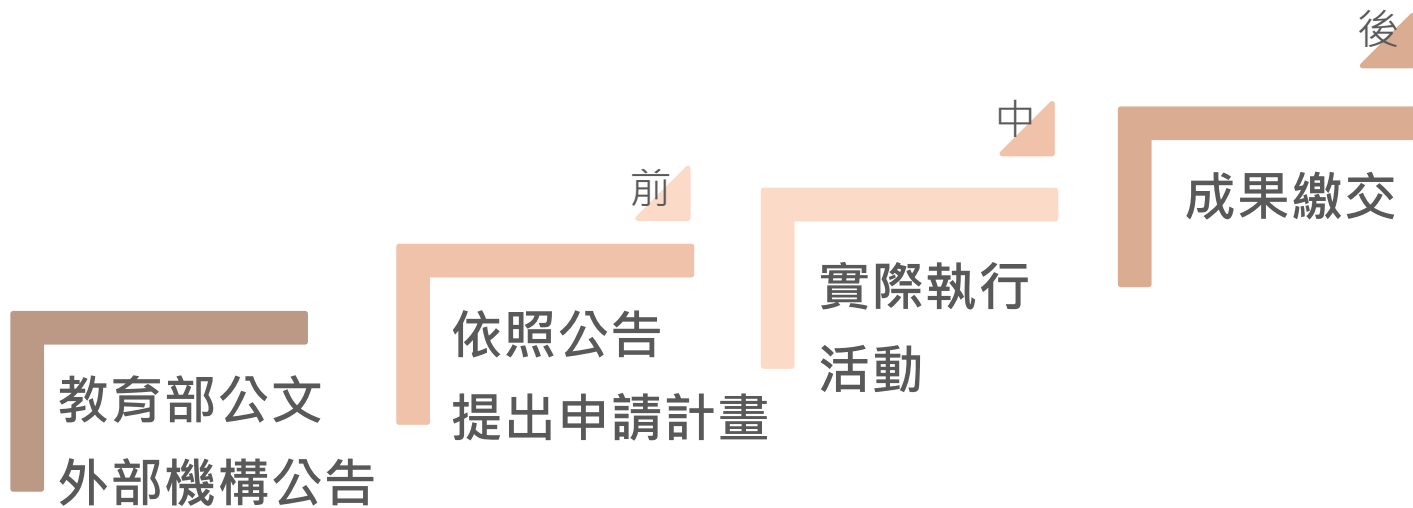 教育部公文
外部機構公告
前
依照公告
提出申請計畫
中
實際執行
活動
後
成果繳交